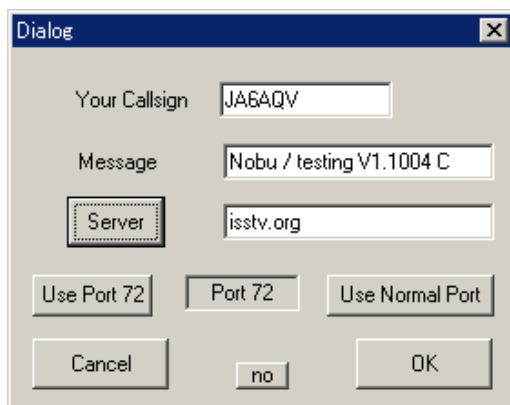 Dialog
Your Callsign JA6AQV
Message Nobu / testing V1.1004 C
Server isstv.org
Use Port 72 Port 72 Use Normal Port
Cancel no OK